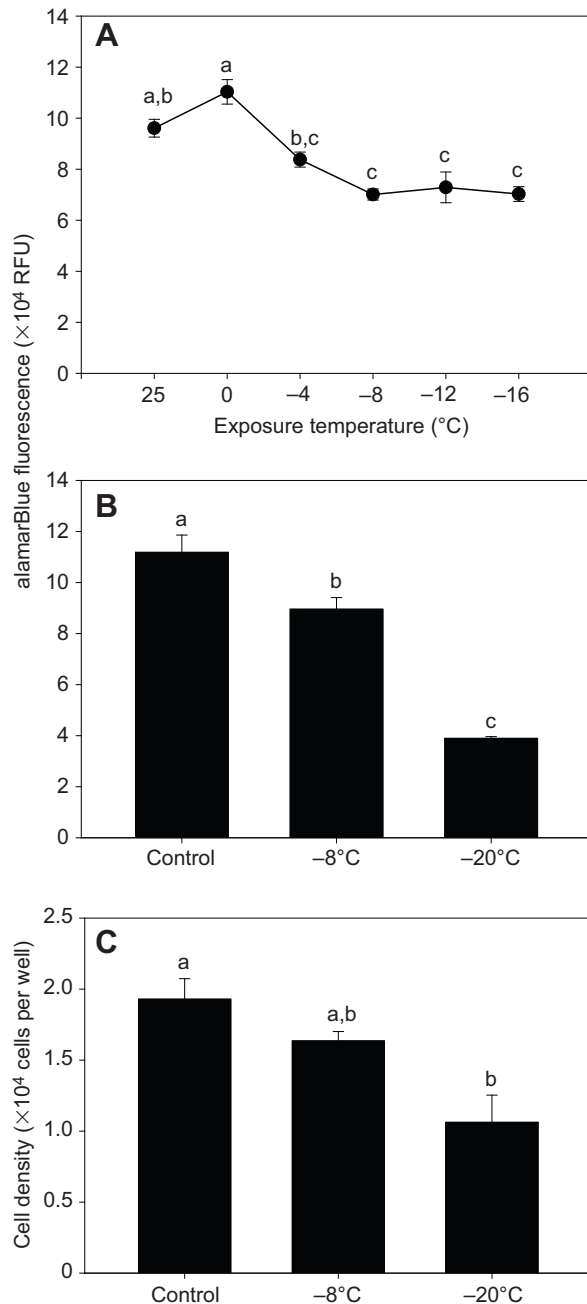 A
14
12
10
8
6
4
2
0
a,b
a
b,c
c
c
c
25 0 –4 –8 –12 –16
Exposure temperature (°C)
alamarBlue fluorescence (×10⁴ RFU)
B
14
12
10
8
6
4
2
0
a
b
c
Control –8°C –20°C
C
2.5
2.0
1.5
1.0
0.5
0
a
a,b
b
Cell density (×10⁴ cells per well)
Control –8°C –20°C